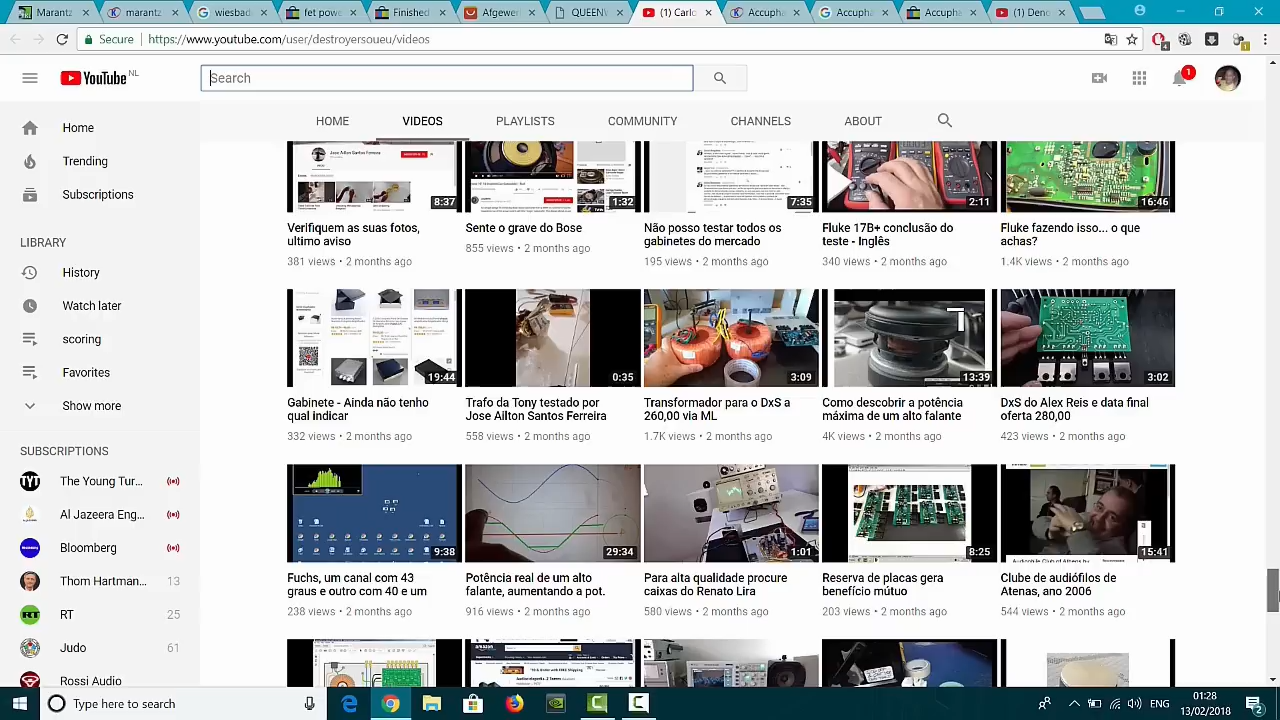 Marantz
marantz
wiesbad
fet pow
Finished
Afgewer
QUEEN
(1) Carlo
Accupha
Accupha
Accupha
(1) Den
Secure
https://www.youtube.com/user/destroyersoueu/videos
YouTube NL
Search
1
HOME VIDEOS PLAYLISTS COMMUNITY CHANNELS ABOUT
Home
Trending
Subscriptions
LIBRARY
History
Watch later
Favorites
Show more
SUBSCRIPTIONS
The Young Tur...
Al Jazeera Eng...
Bloomberg
Thom Hartman... 13
RT 25
61
Rossi Audio
Jose Ailton Santos Ferreira
1:32
7:35
2:11
16:46
Verifiquem as suas fotos,
ultimo aviso
381 views • 2 months ago
Sente o grave do Bose
855 views • 2 months ago
Não posso testar todos os
gabinetes do mercado
195 views • 2 months ago
Fluke 17B+ conclusão do
teste - Inglês
340 views • 2 months ago
Fluke fazendo isso... o que
achas?
1.4K views • 2 months ago
19:44
0:35
3:09
13:39
3:02
Gabinete - Ainda não tenho
qual indicar
332 views • 2 months ago
Trafo da Tony testado por
Jose Ailton Santos Ferreira
558 views • 2 months ago
Transformador para o DxS a
260,00 via ML
1.7K views • 2 months ago
Como descobrir a potência
máxima de um alto falante
4K views • 2 months ago
DxS do Alex Reis e data final
oferta 280,00
423 views • 2 months ago
9:38
29:34
1:01
8:25
15:41
Fuchs, um canal com 43
graus e outro com 40 e um
238 views • 2 months ago
Potência real de um alto
falante, aumentando a pot.
916 views • 2 months ago
Para alta qualidade procure
caixas do Renato Lira
580 views • 2 months ago
Reserva de placas gera
benefício mútuo
203 views • 2 months ago
Clube de audiófilos de
Atenas, ano 2006
544 views • 2 months ago
amazon
Type here to search
ENG
01:28
13/02/2018
2